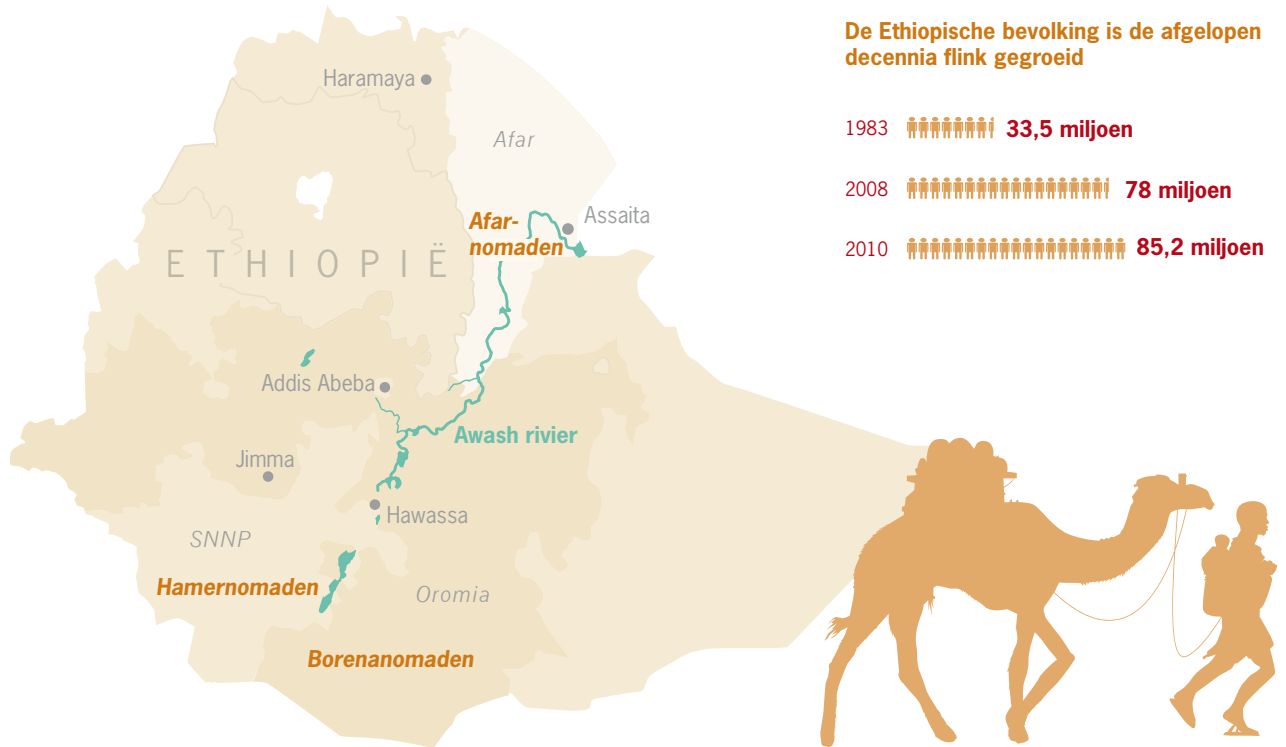 De Ethiopische bevolking is de afgelopen
decennia flink gegroeid
1983 33,5 miljoen
2008 78 miljoen
2010 85,2 miljoen
Haramaya
Afar
Assaita
Afar-
nomaden
ETHIOPIË
Addis Abeba
Awash rivier
Jimma
Hawassa
SNNP
Hamernomaden
Oromia
Borenanomaden